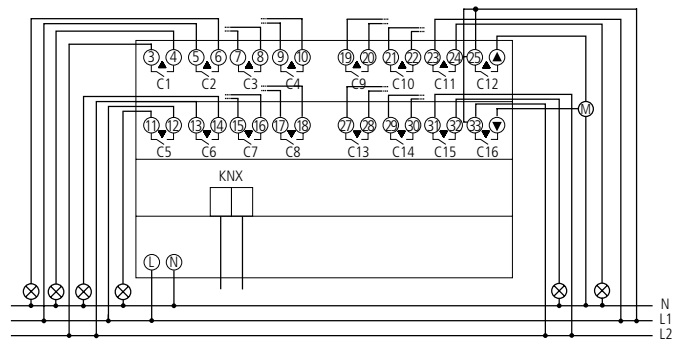 3 4 5 6 7 8 9 10 19 20 21 22 23 24 25
C1 C2 C3 C4 C9 C10 C11 C12
M
11 12 13 14 15 16 17 18 27 28 29 30 31 32 33
C5 C6 C7 C8 C13 C14 C15 C16
KNX
L N
N
L1
L2